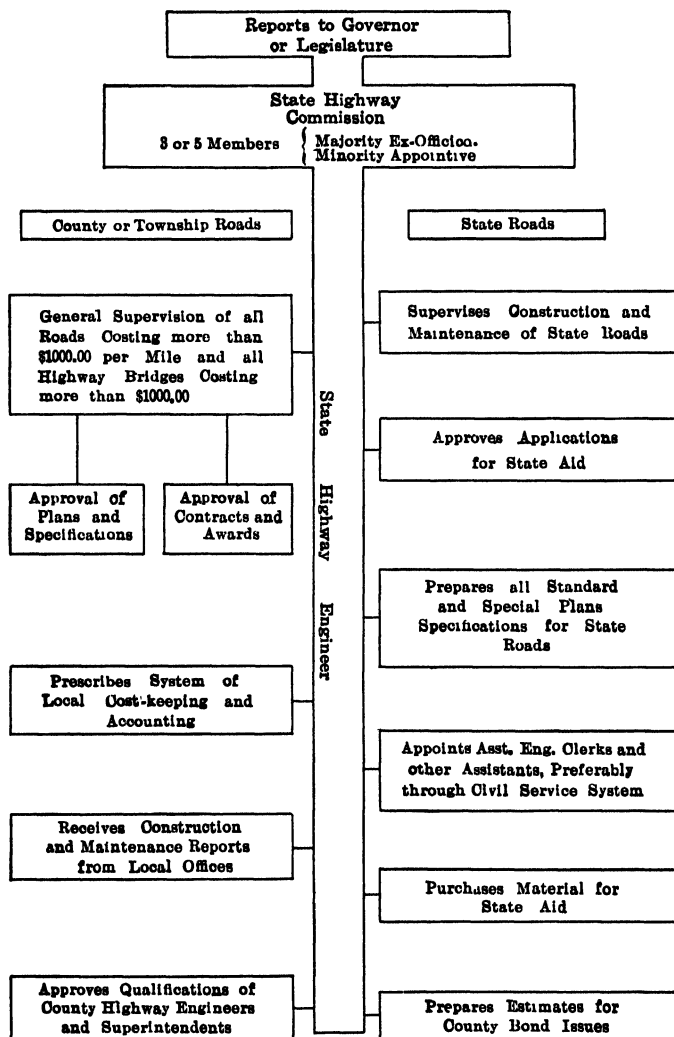 Reports to Governor
or Legislature
State Highway
Commission
3 or 5 Members { Majority Ex-Officion.
Minority Appointive
County or Township Roads
State Roads
General Supervision of all
Roads Costing more than
$1000.00 per Mile and all
Highway Bridges Costing
more than $1000.00
Approval of
Plans and
Specifications
Approval of
Contracts and
Awards
Prescribes System of
Local Cost-keeping and
Accounting
Receives Construction
and Maintenance Reports
from Local Offices
Approves Qualifications of
County Highway Engineers
and Superintendents
State Highway Engineer
Supervises Construction and
Maintenance of State Roads
Approves Applications
for State Aid
Prepares all Standard
and Special Plans
Specifications for State
Roads
Appoints Asst. Eng. Clerks and
other Assistants, Preferably
through Civil Service System
Purchases Material for
State Aid
Prepares Estimates for
County Bond Issues